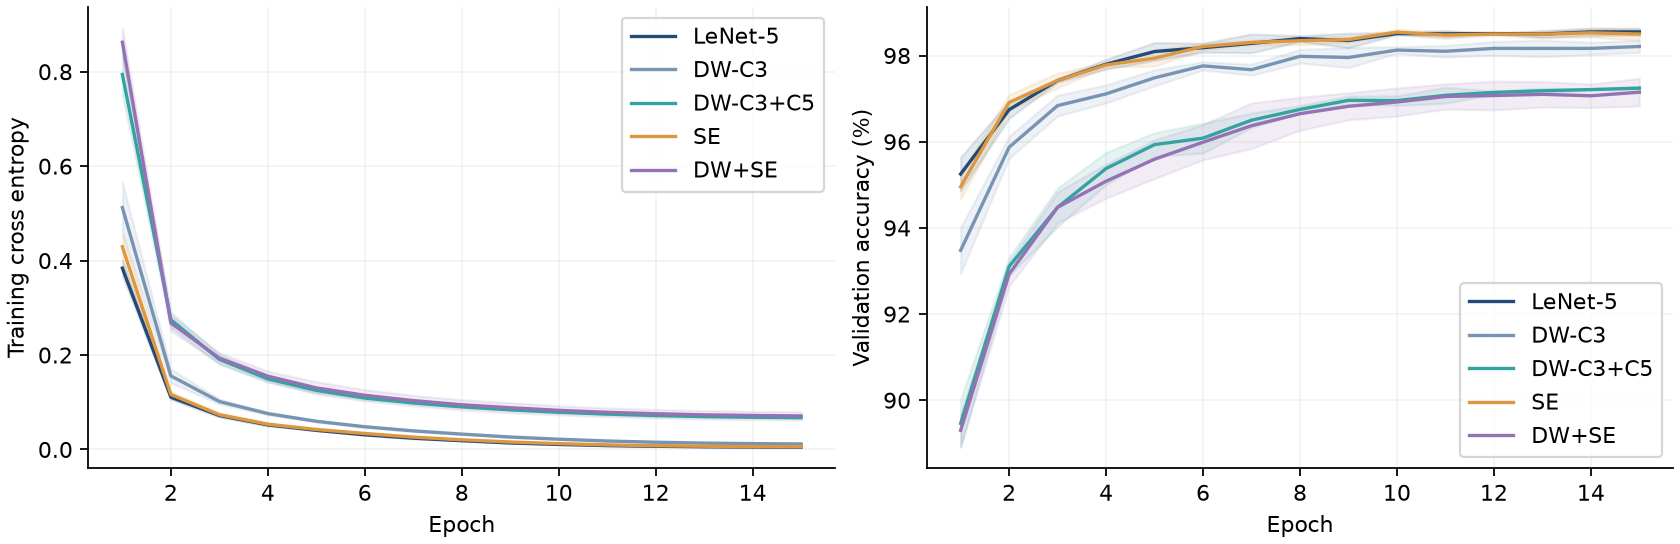 Training cross entropy
0.8
0.6
0.4
0.2
0.0
2 4 6 8 10 12 14
Epoch
LeNet-5
DW-C3
DW-C3+C5
SE
DW+SE
Validation accuracy (%)
98
96
94
92
90
2 4 6 8 10 12 14
Epoch
LeNet-5
DW-C3
DW-C3+C5
SE
DW+SE